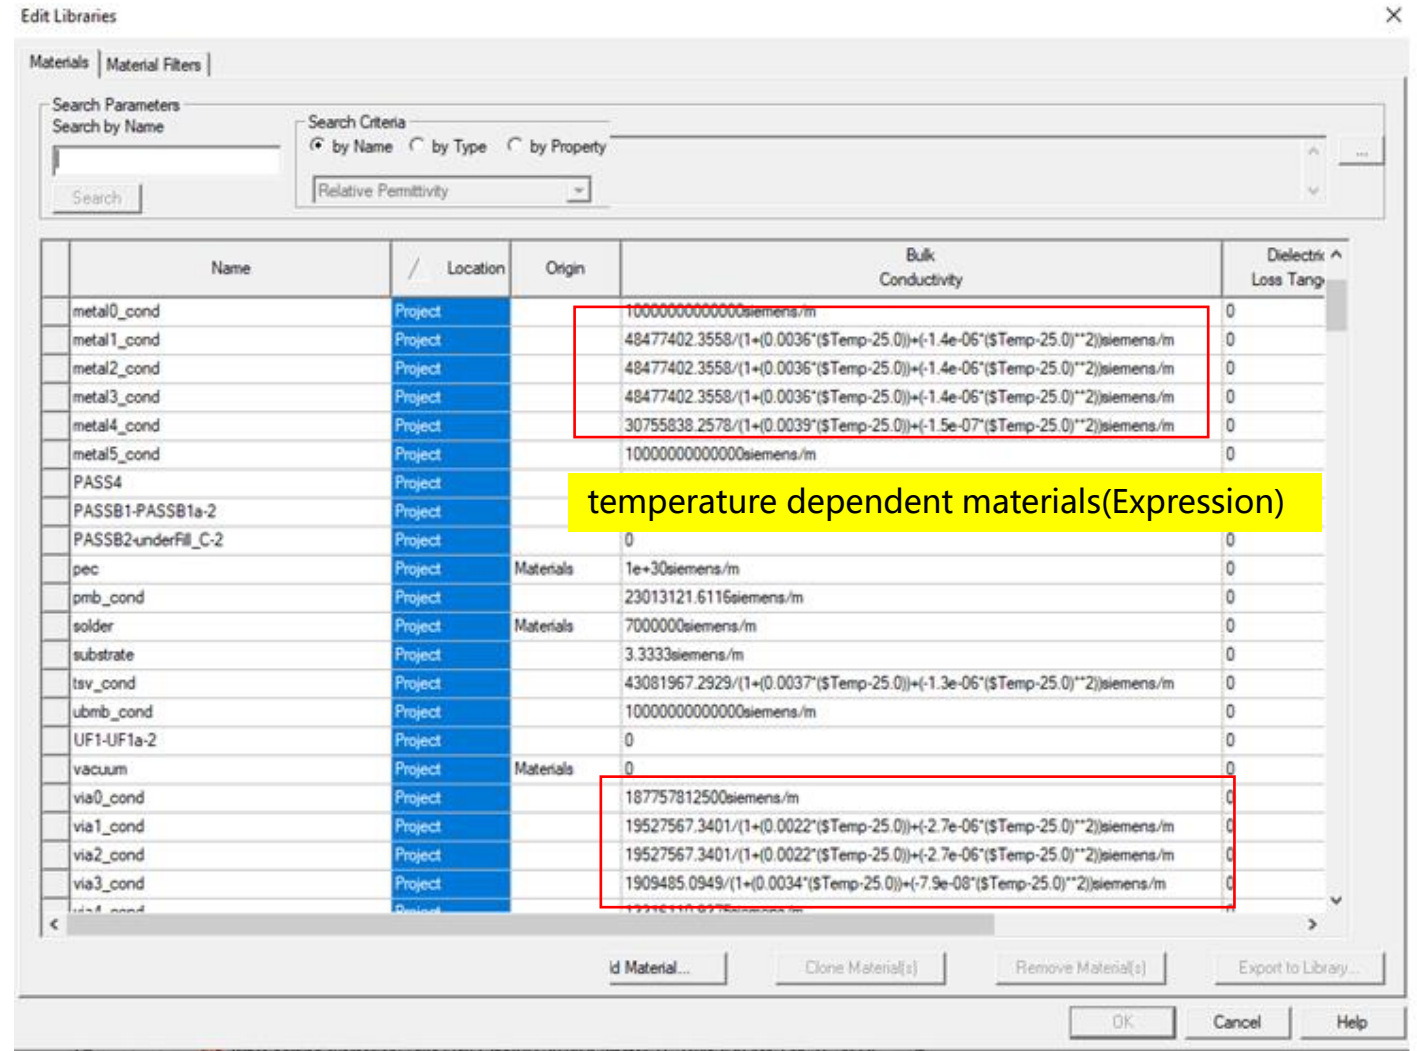 Edit Libraries
Materials Material Filters
Search Parameters
Search by Name
Search Criteria
by Name by Type by Property
...
Search
Relative Permittivity
Name / Location Origin Bulk Conductivity Dielectric Loss Tang
metal0_cond Project 10000000000000siemens/m 0
metal1_cond Project 48477402.3558/(1+(0.0036*($Temp-25.0))+(-1.4e-06*($Temp-25.0)**2))siemens/m 0
metal2_cond Project 48477402.3558/(1+(0.0036*($Temp-25.0))+(-1.4e-06*($Temp-25.0)**2))siemens/m 0
metal3_cond Project 48477402.3558/(1+(0.0036*($Temp-25.0))+(-1.4e-06*($Temp-25.0)**2))siemens/m 0
metal4_cond Project 30755838.2578/(1+(0.0039*($Temp-25.0))+(-1.5e-07*($Temp-25.0)**2))siemens/m 0
metal5_cond Project 10000000000000siemens/m 0
PASS4 Project
temperature dependent materials(Expression)
PASSB1-PASSB1a-2 Project
PASSB2-underFill_C-2 Project 0 0
pec Project Materials 1e+30siemens/m 0
pmb_cond Project 23013121.6116siemens/m 0
solder Project Materials 7000000siemens/m 0
substrate Project 3.3333siemens/m 0
tsv_cond Project 43081967.2929/(1+(0.0037*($Temp-25.0))+(-1.3e-06*($Temp-25.0)**2))siemens/m 0
ubmb_cond Project 10000000000000siemens/m 0
UF1-UF1a-2 Project 0 0
vacuum Project Materials 0 0
via0_cond Project 187757812500siemens/m 0
via1_cond Project 19527567.3401/(1+(0.0022*($Temp-25.0))+(-2.7e-06*($Temp-25.0)**2))siemens/m 0
via2_cond Project 19527567.3401/(1+(0.0022*($Temp-25.0))+(-2.7e-06*($Temp-25.0)**2))siemens/m 0
via3_cond Project 1909485.0949/(1+(0.0034*($Temp-25.0))+(-7.9e-08*($Temp-25.0)**2))siemens/m 0
ld Material... Clone Material(s) Remove Material(s) Export to Library...
OK Cancel Help